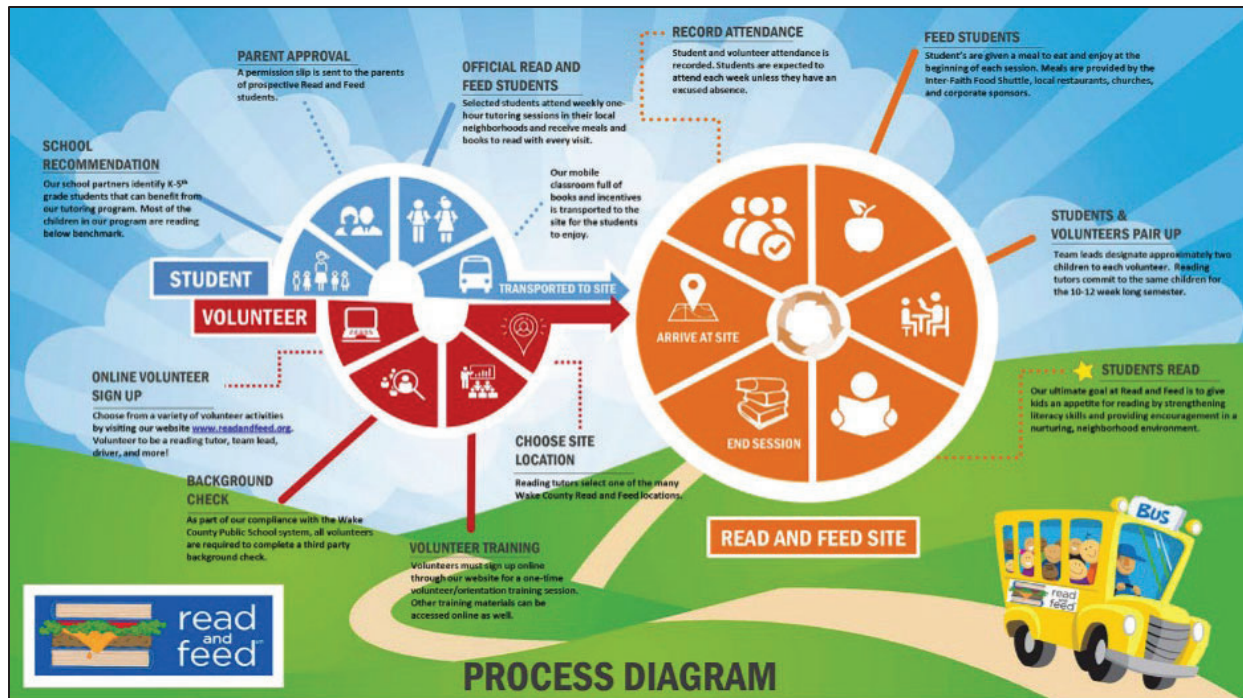 PARENT APPROVAL
A permission slip is sent to the parents
of prospective Read and Feed
students.
OFFICIAL READ AND
FEED STUDENTS
Selected students attend weekly one-
hour tutoring sessions in their local
neighborhoods and receive meals and
books to read with every visit.
RECORD ATTENDANCE
Student and volunteer attendance is
recorded. Students are expected to
attend each week unless they have an
excused absence.
FEED STUDENTS
Student's are given a meal to eat and enjoy at the
beginning of each session. Meals are provided by the
Inter-Faith Food Shuttle, local restaurants, churches,
and corporate sponsors.
SCHOOL
RECOMMENDATION
Our school partners identify K-5th
grade students that can benefit from
our tutoring program. Most of the
children in our program are reading
below benchmark.
Our mobile
classroom full of
books and incentives
is transported to the
site for the students
to enjoy.
STUDENTS &
VOLUNTEERS PAIR UP
Team leads designate approximately two
children to each volunteer. Reading
tutors commit to the same children for
the 10-12 week long semester.
STUDENT
TRANSPORTED TO SITE
VOLUNTEER
ARRIVE AT SITE
END SESSION
STUDENTS READ
Our ultimate goal at Read and Feed is to give
kids an appetite for reading by strengthening
literacy skills and providing encouragement in a
nurturing, neighborhood environment.
ONLINE VOLUNTEER
SIGN UP
Choose from a variety of volunteer activities
by visiting our website www.readandfeed.org.
Volunteer to be a reading tutor, team lead,
driver, and more!
CHOOSE SITE
LOCATION
Reading tutors select one of the many
Wake County Read and Feed locations.
BACKGROUND
CHECK
As part of our compliance with the Wake
County Public School system, all volunteers
are required to complete a third party
background check.
VOLUNTEER TRAINING
Volunteers must sign up online
through our website for a one-time
volunteer/orientation training session.
Other training materials can be
accessed online as well.
READ AND FEED SITE
BUS
read
and
feed
read
and
feed
PROCESS DIAGRAM